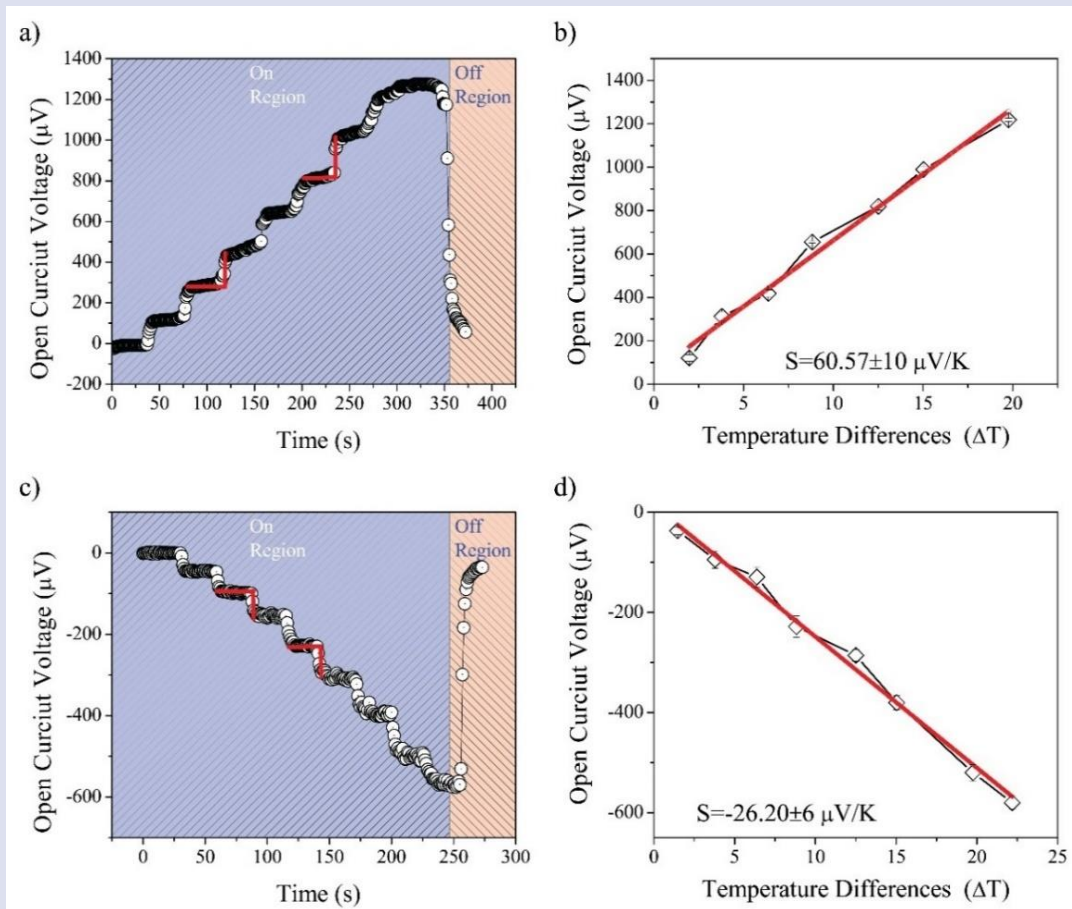 a)
On
Region
Off
Region
Open Curciut Voltage (µV)
1400
1200
1000
800
600
400
200
0
-200
0 50 100 150 200 250 300 350 400
Time (s)
b)
Open Curciut Voltage (µV)
1400
1200
1000
800
600
400
200
0
S=60.57±10 µV/K
0 5 10 15 20
Temperature Differences (ΔT)
c)
On
Region
Off
Region
Open Curciut Voltage (µV)
0
-200
-400
-600
0 50 100 150 200 250 300
Time (s)
d)
Open Curciut Voltage (µV)
0
-200
-400
-600
S=-26.20±6 µV/K
0 5 10 15 20 25
Temperature Differences (ΔT)